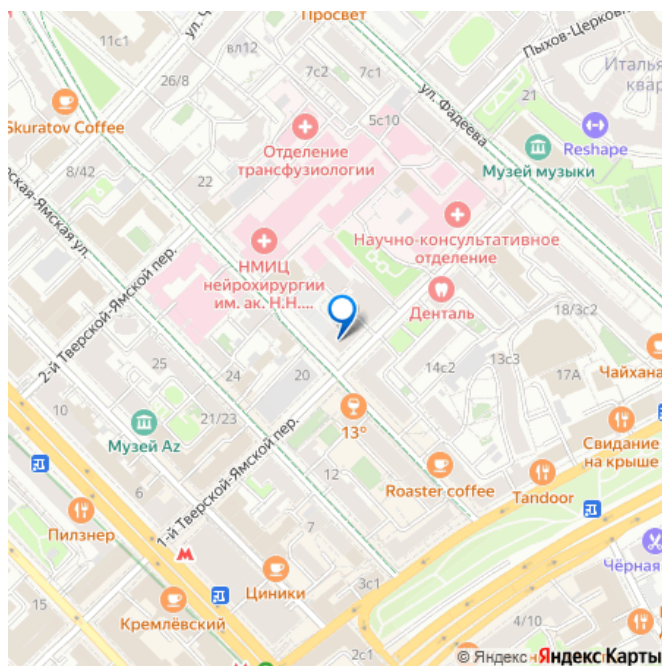 Просвет
11с1
вл12
7с2
7с1
Пыхов-Церковн
26/8
ул. Фадеева
21
Skuratov Coffee
5с10
Reshape
Отделение
трансфузиологии
Музей музыки
8/42
22
Научно-консультативное
отделение
НМИЦ
нейрохирургии
им. ак. Н.Н....
2-й Тверской-Ямской пер.
Денталь
18/3с2
25
24
20
14с2
13с3
17А
Чайхана
10
21/23
13°
Музей Az
Свидание
на крыше
12
Roaster coffee
Tandoor
1-й Тверской-Ямской пер.
6
7
Пилзнер
Чёрная
Циники
3с1
15
Кремлёвский
4/10
2с1
© Яндекс
Яндекс Карты